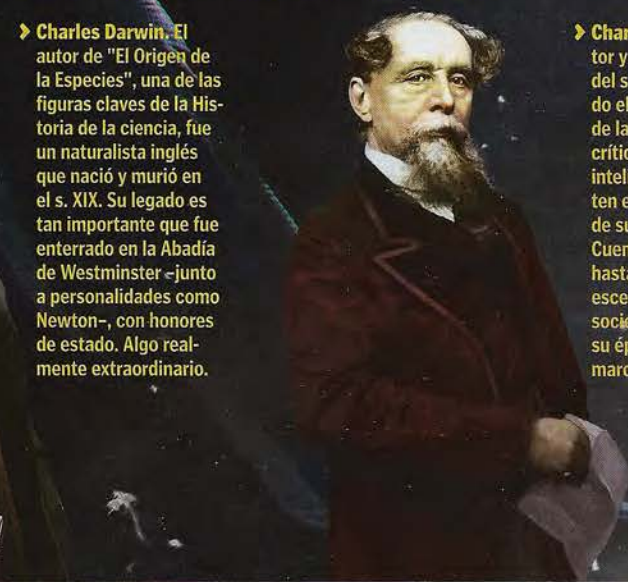 Charles Darwin. El
autor de "El Origen de
la Especies", una de las
figuras claves de la His-
toria de la ciencia, fue
un naturalista inglés
que nació y murió en
el s. XIX. Su legado es
tan importante que fue
enterrado en la Abadía
de Westminster -junto
a personalidades como
Newton-, con honores
de estado. Algo real-
mente extraordinario.
Char
tor y
del s
do el
de la
crític
inteli
ten e
de su
Cuen
hasta
esce
socie
su ép
marc